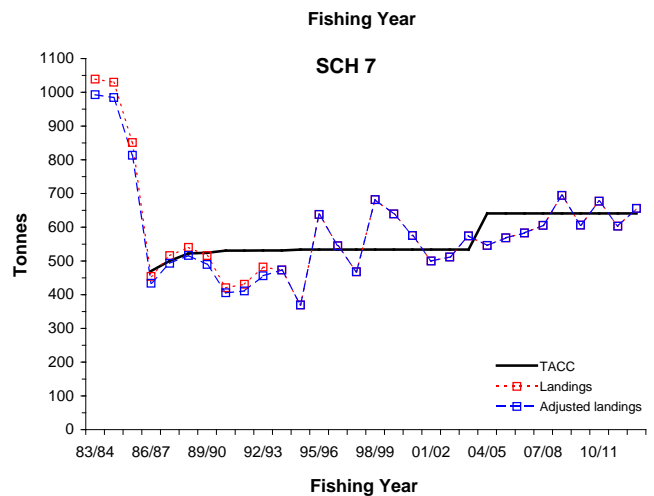 Fishing Year
SCH 7
1100
1000
900
800
700
600
500
400
300
200
100
0
Tonnes
TACC
Landings
Adjusted landings
83/84 86/87 89/90 92/93 95/96 98/99 01/02 04/05 07/08 10/11
Fishing Year